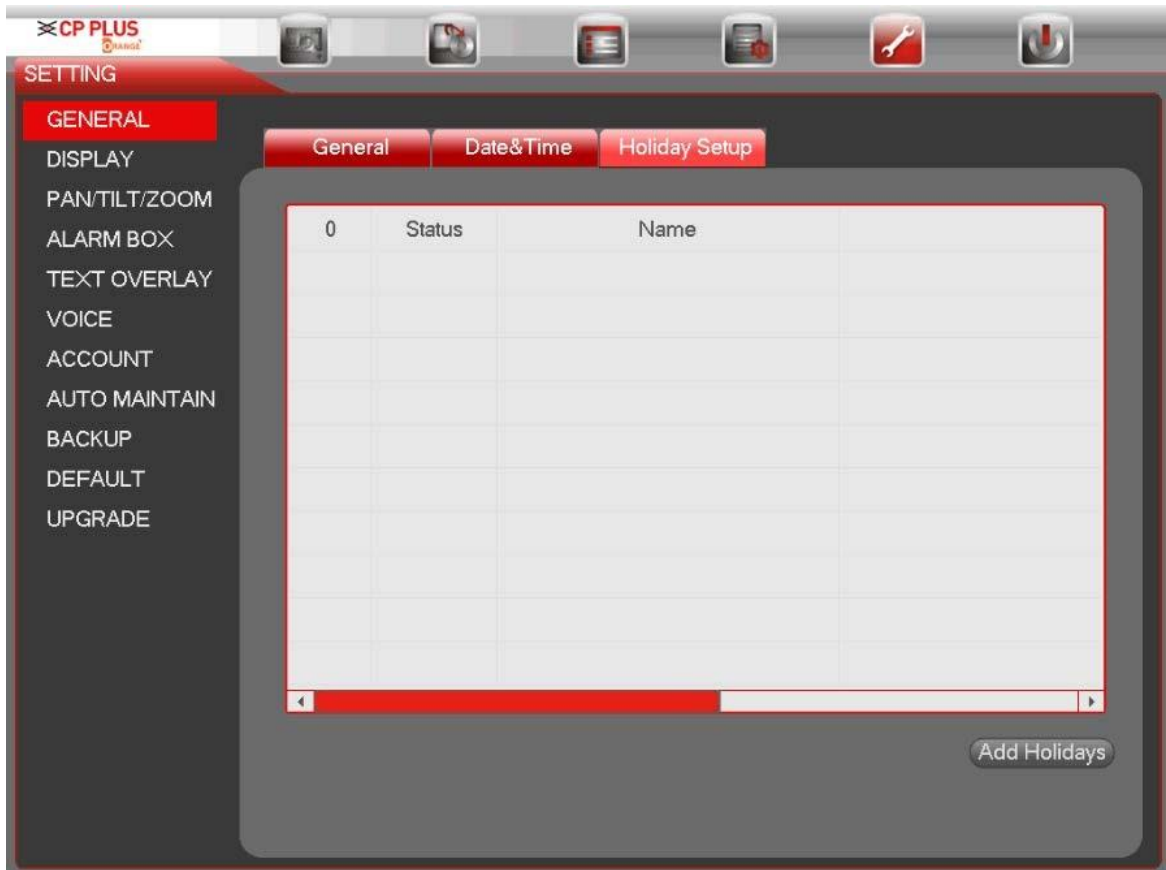 CP PLUS
ORANGE
SETTING
GENERAL
DISPLAY
PAN/TILT/ZOOM
ALARM BOX
TEXT OVERLAY
VOICE
ACCOUNT
AUTO MAINTAIN
BACKUP
DEFAULT
UPGRADE
General Date&Time Holiday Setup
0 Status Name
Add Holidays